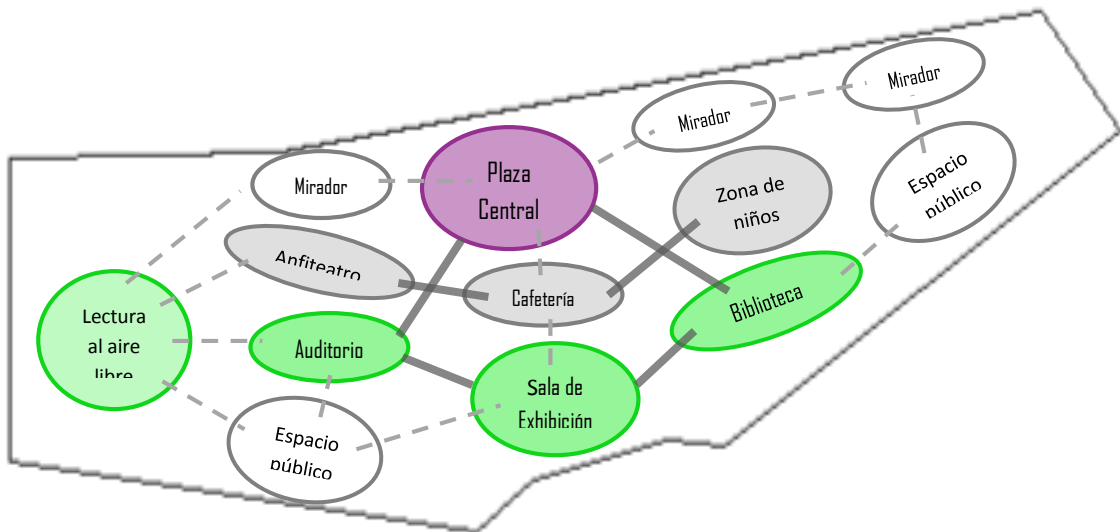 Mirador
Mirador
Mirador
Plaza
Central
Zona de
niños
Espacio
público
Anfiteatro
Cafetería
Biblioteca
Lectura
al aire
libre
Auditorio
Sala de
Exhibición
Espacio
público